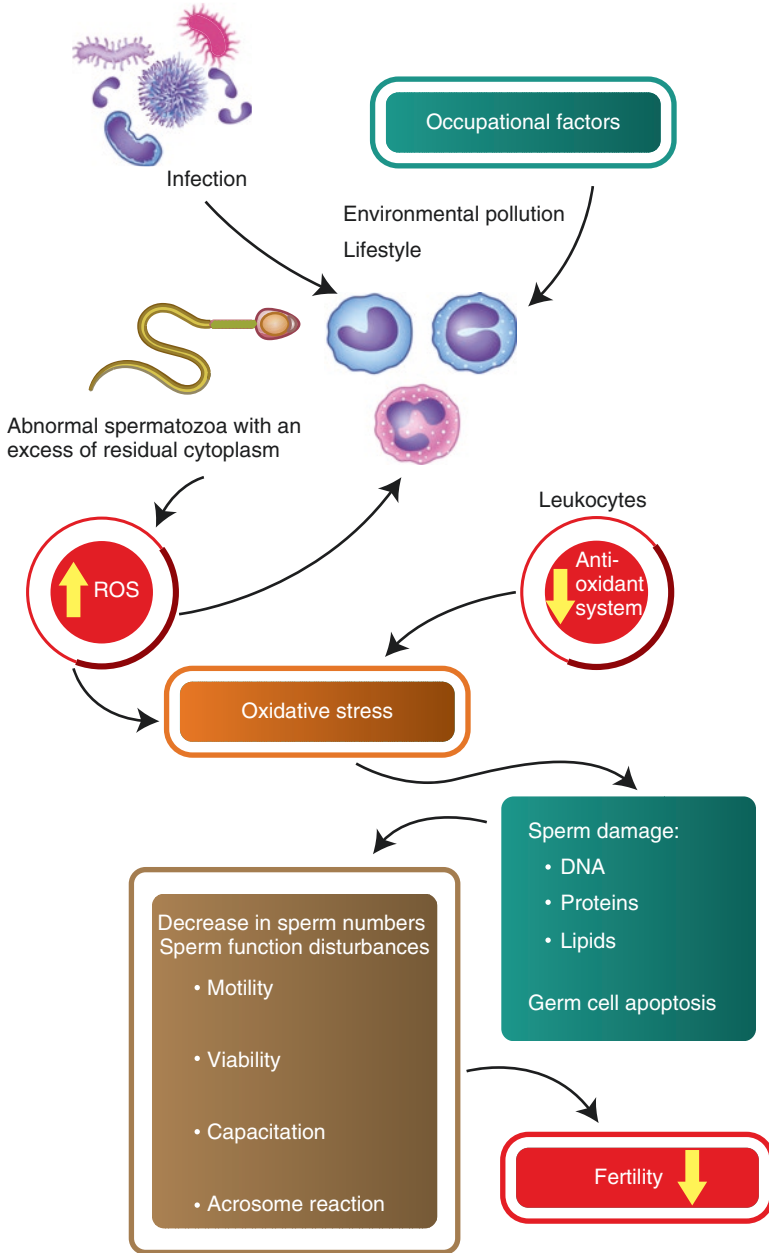 Infection
Occupational factors
Environmental pollution
Lifestyle
Abnormal spermatozoa with an
excess of residual cytoplasm
Leukocytes
ROS
Anti-
oxidant
system
Oxidative stress
Sperm damage:
• DNA
• Proteins
• Lipids
Germ cell apoptosis
Decrease in sperm numbers
Sperm function disturbances
• Motility
• Viability
• Capacitation
• Acrosome reaction
Fertility